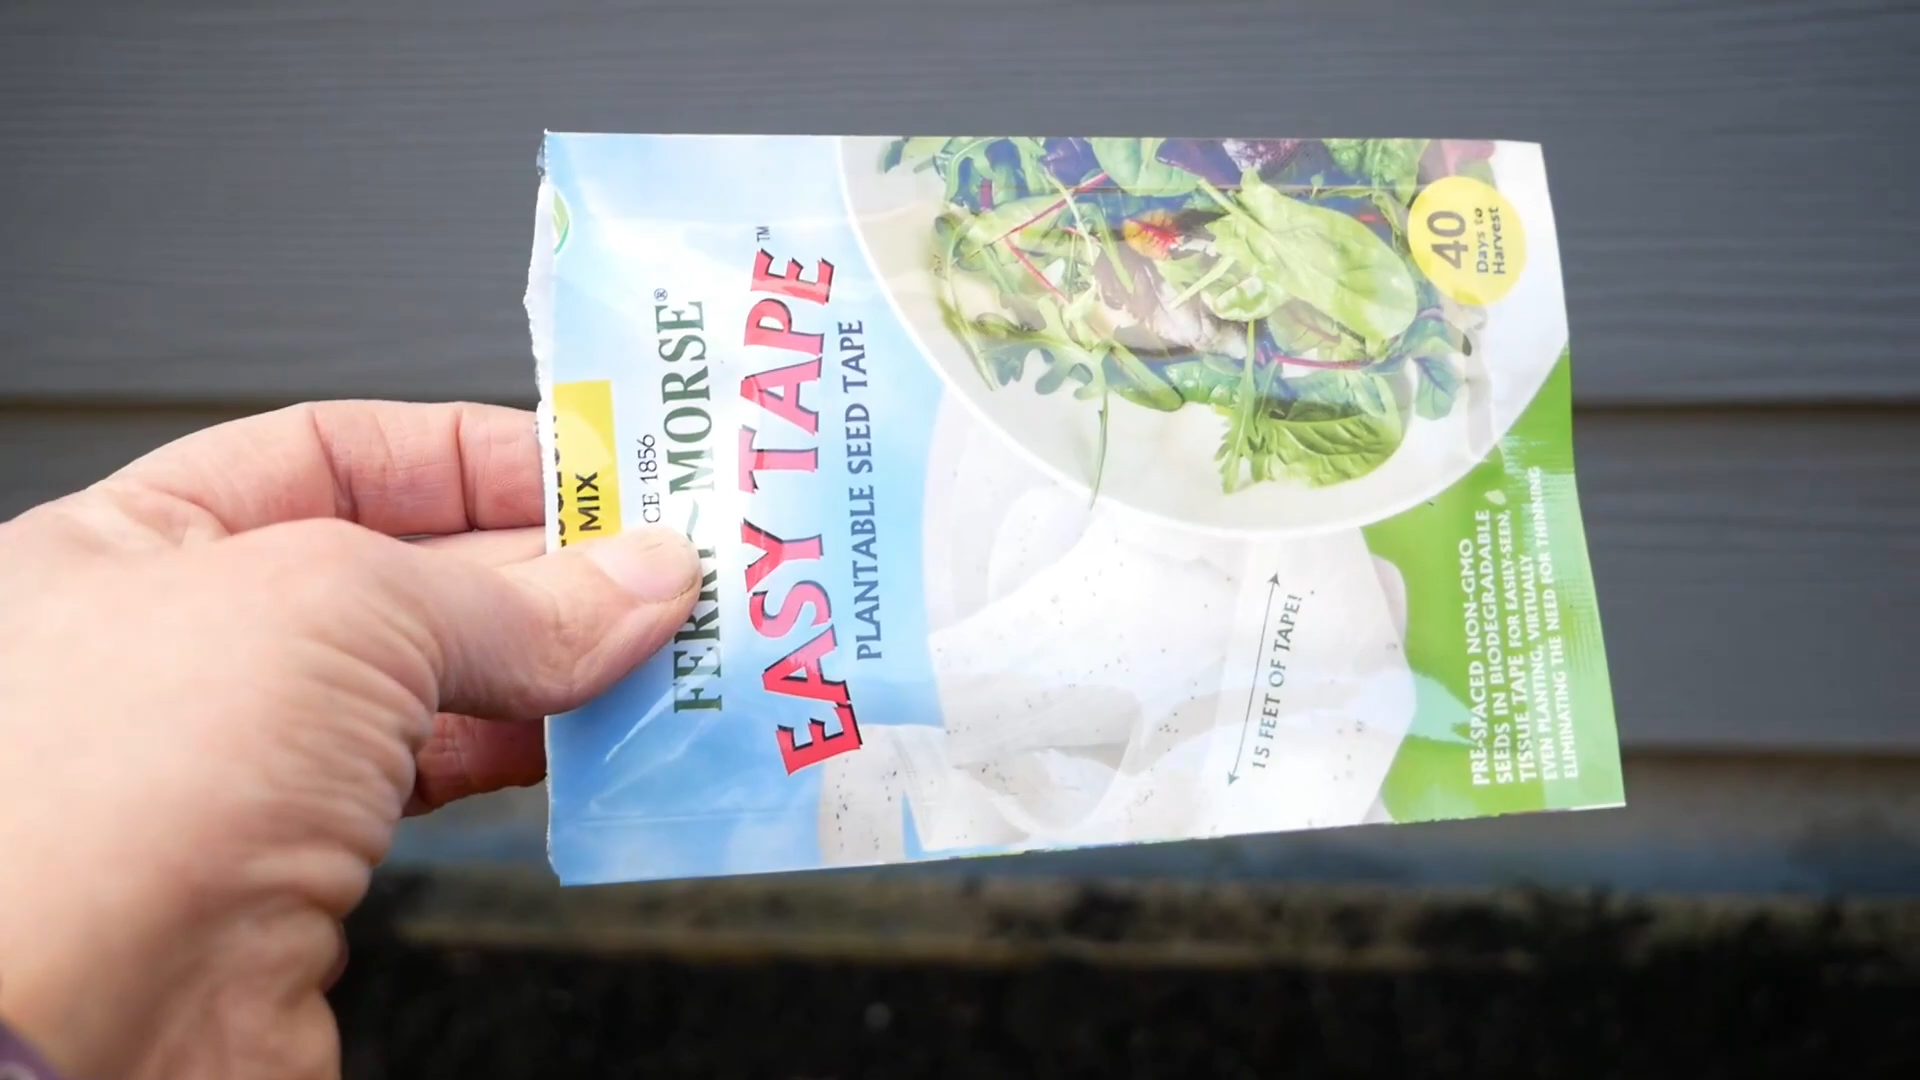 MIX
CE 1856
FERRY-MORSE®
EASY TAPE™
PLANTABLE SEED TAPE
40
Days to
Harvest
15 FEET OF TAPE!
PRE-SPACED NON-GMO
SEEDS IN BIODEGRADABLE
TISSUE TAPE FOR EASILY-SEEN,
EVEN PLANTING, VIRTUALLY
ELIMINATING THE NEED FOR THINNING